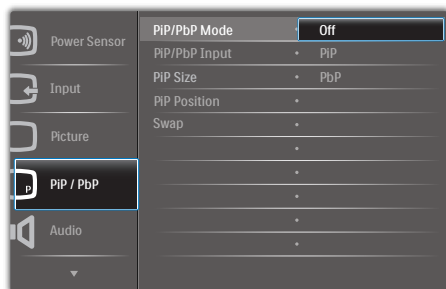 Power Sensor
Input
Picture
P
PiP / PbP
Audio
PiP/PbP Mode • Off
PiP/PbP Input • PiP
PiP Size • PbP
PiP Position •
Swap •
•
•
•
•
•